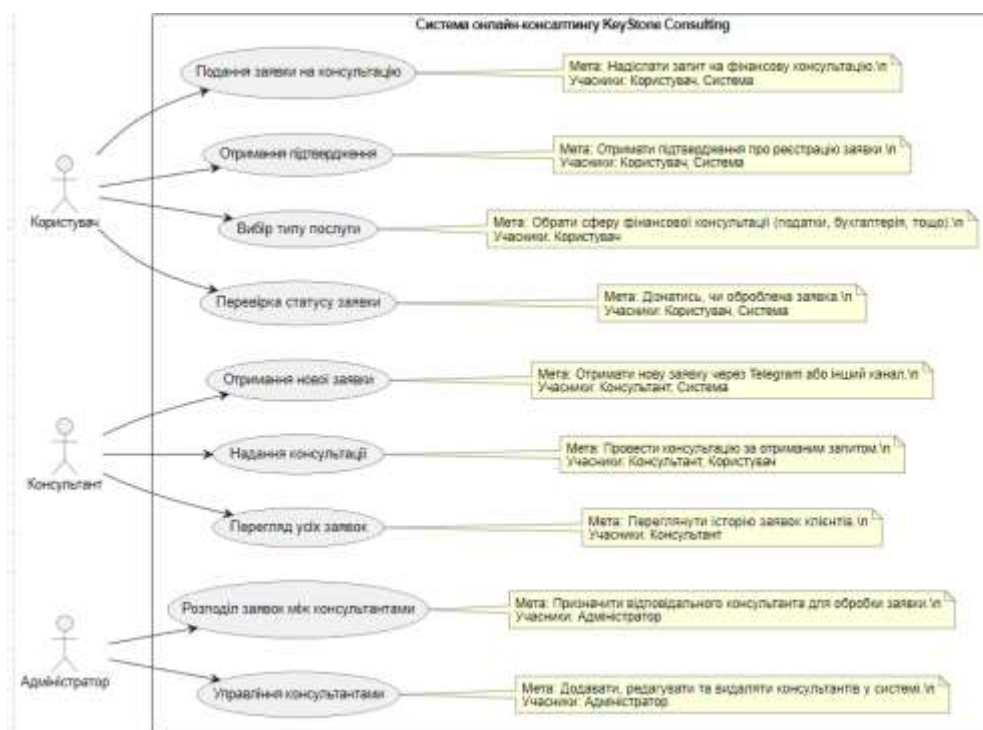 Система онлайн-консалтингу KeyStone Consulting
Подання заявки на консультацію
Мета: Надіслати запит на фінансову консультацію.\n
Учасники: Користувач, Система
Отримання підтвердження
Мета: Отримати підтвердження про реєстрацію заявки.\n
Учасники: Користувач, Система
Користувач
Вибір типу послуги
Мета: Обрати сферу фінансової консультації (податки, бухгалтерія, тощо).\n
Учасники: Користувач
Перевірка статусу заявки
Мета: Дізнатись, чи оброблена заявка.\n
Учасники: Користувач, Система
Отримання нової заявки
Мета: Отримати нову заявку через Telegram або інший канал.\n
Учасники: Консультант, Система
Консультант
Надання консультації
Мета: Провести консультацію за отриманим запитом.\n
Учасники: Консультант, Користувач
Перегляд усіх заявок
Мета: Переглянути історію заявок клієнтів.\n
Учасники: Консультант
Розподіл заявок між консультантами
Мета: Призначити відповідального консультанта для обробки заявки.\n
Учасники: Адміністратор
Адміністратор
Управління консультантами
Мета: Додавати, редагувати та видаляти консультантів у системі.\n
Учасники: Адміністратор